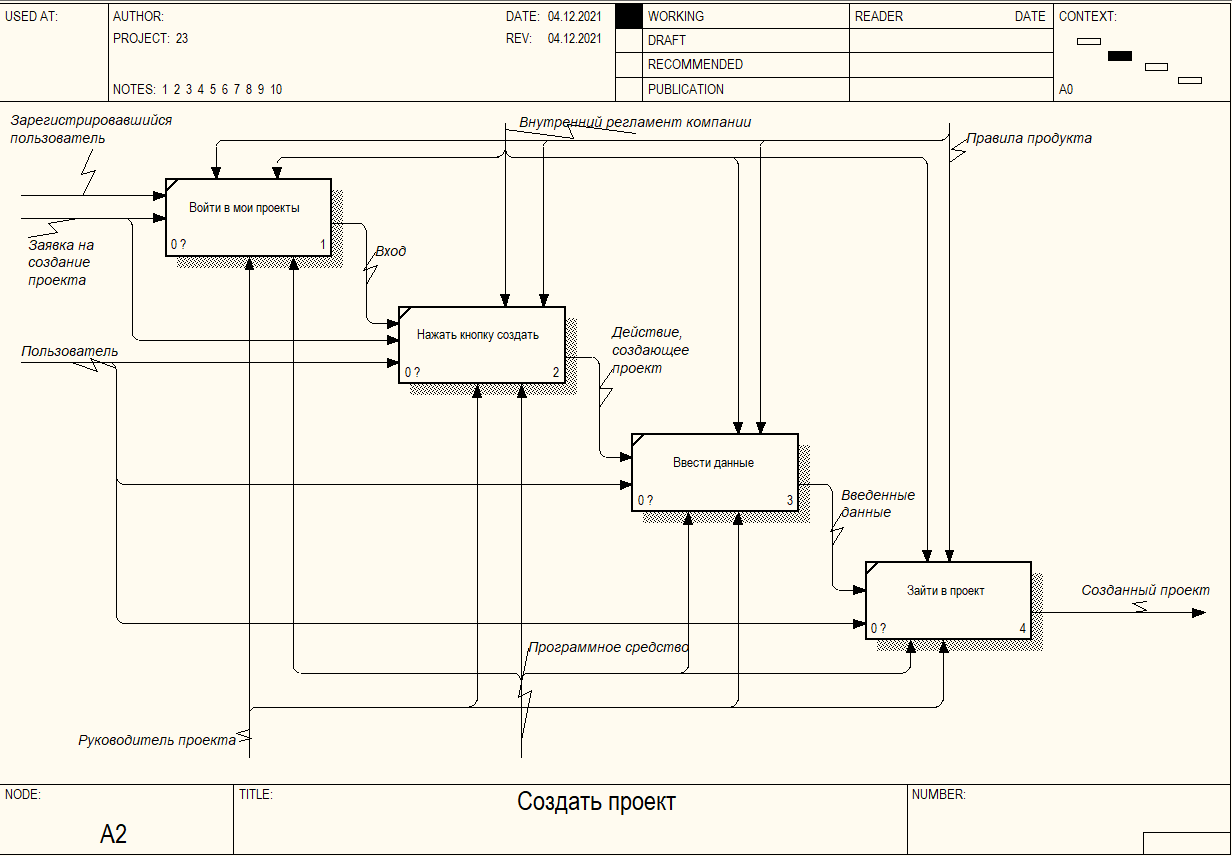 USED AT:
AUTHOR:
DATE: 04.12.2021
PROJECT: 23
REV: 04.12.2021
NOTES: 1 2 3 4 5 6 7 8 9 10
WORKING
DRAFT
RECOMMENDED
PUBLICATION
READER
DATE
CONTEXT:
A0
Зарегистрировавшийся
пользователь
Внутренний регламент компании
Правила продукта
Войти в мои проекты
0 ?
1
Заявка на
создание
проекта
Вход
Нажать кнопку создать
0 ?
2
Пользователь
Действие,
создающее
проект
Ввести данные
0 ?
3
Введенные
данные
Зайти в проект
0 ?
4
Созданный проект
Программное средство
Руководитель проекта
NODE:
A2
TITLE:
Создать проект
NUMBER: